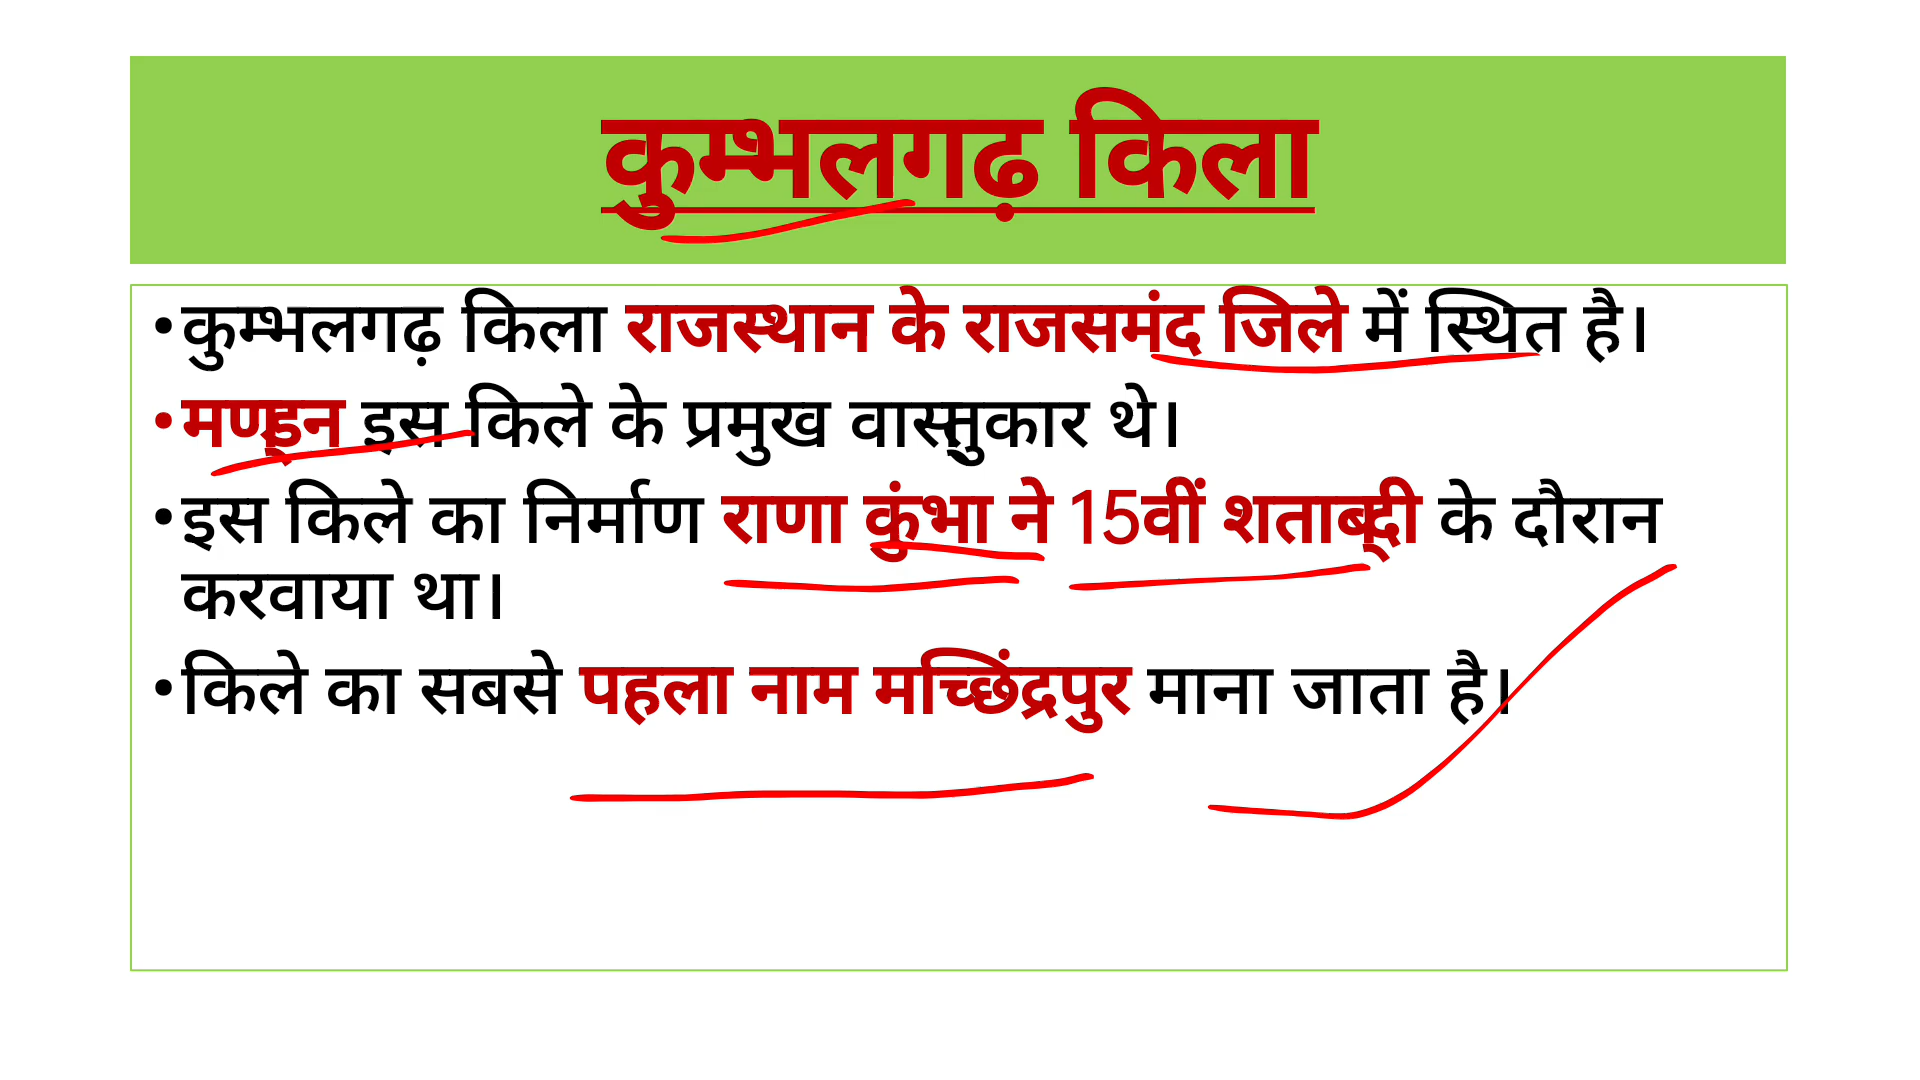 कुम्भलगढ़ किला
•कुम्भलगढ़ किला राजस्थान के राजसमंद जिले में स्थित है।
•मण्डन इस किले के प्रमुख वास्तुकार थे।
•इस किले का निर्माण राणा कुंभा ने 15वीं शताब्दी के दौरान
करवाया था।
•किले का सबसे पहला नाम मच्छिंद्रपुर माना जाता है।